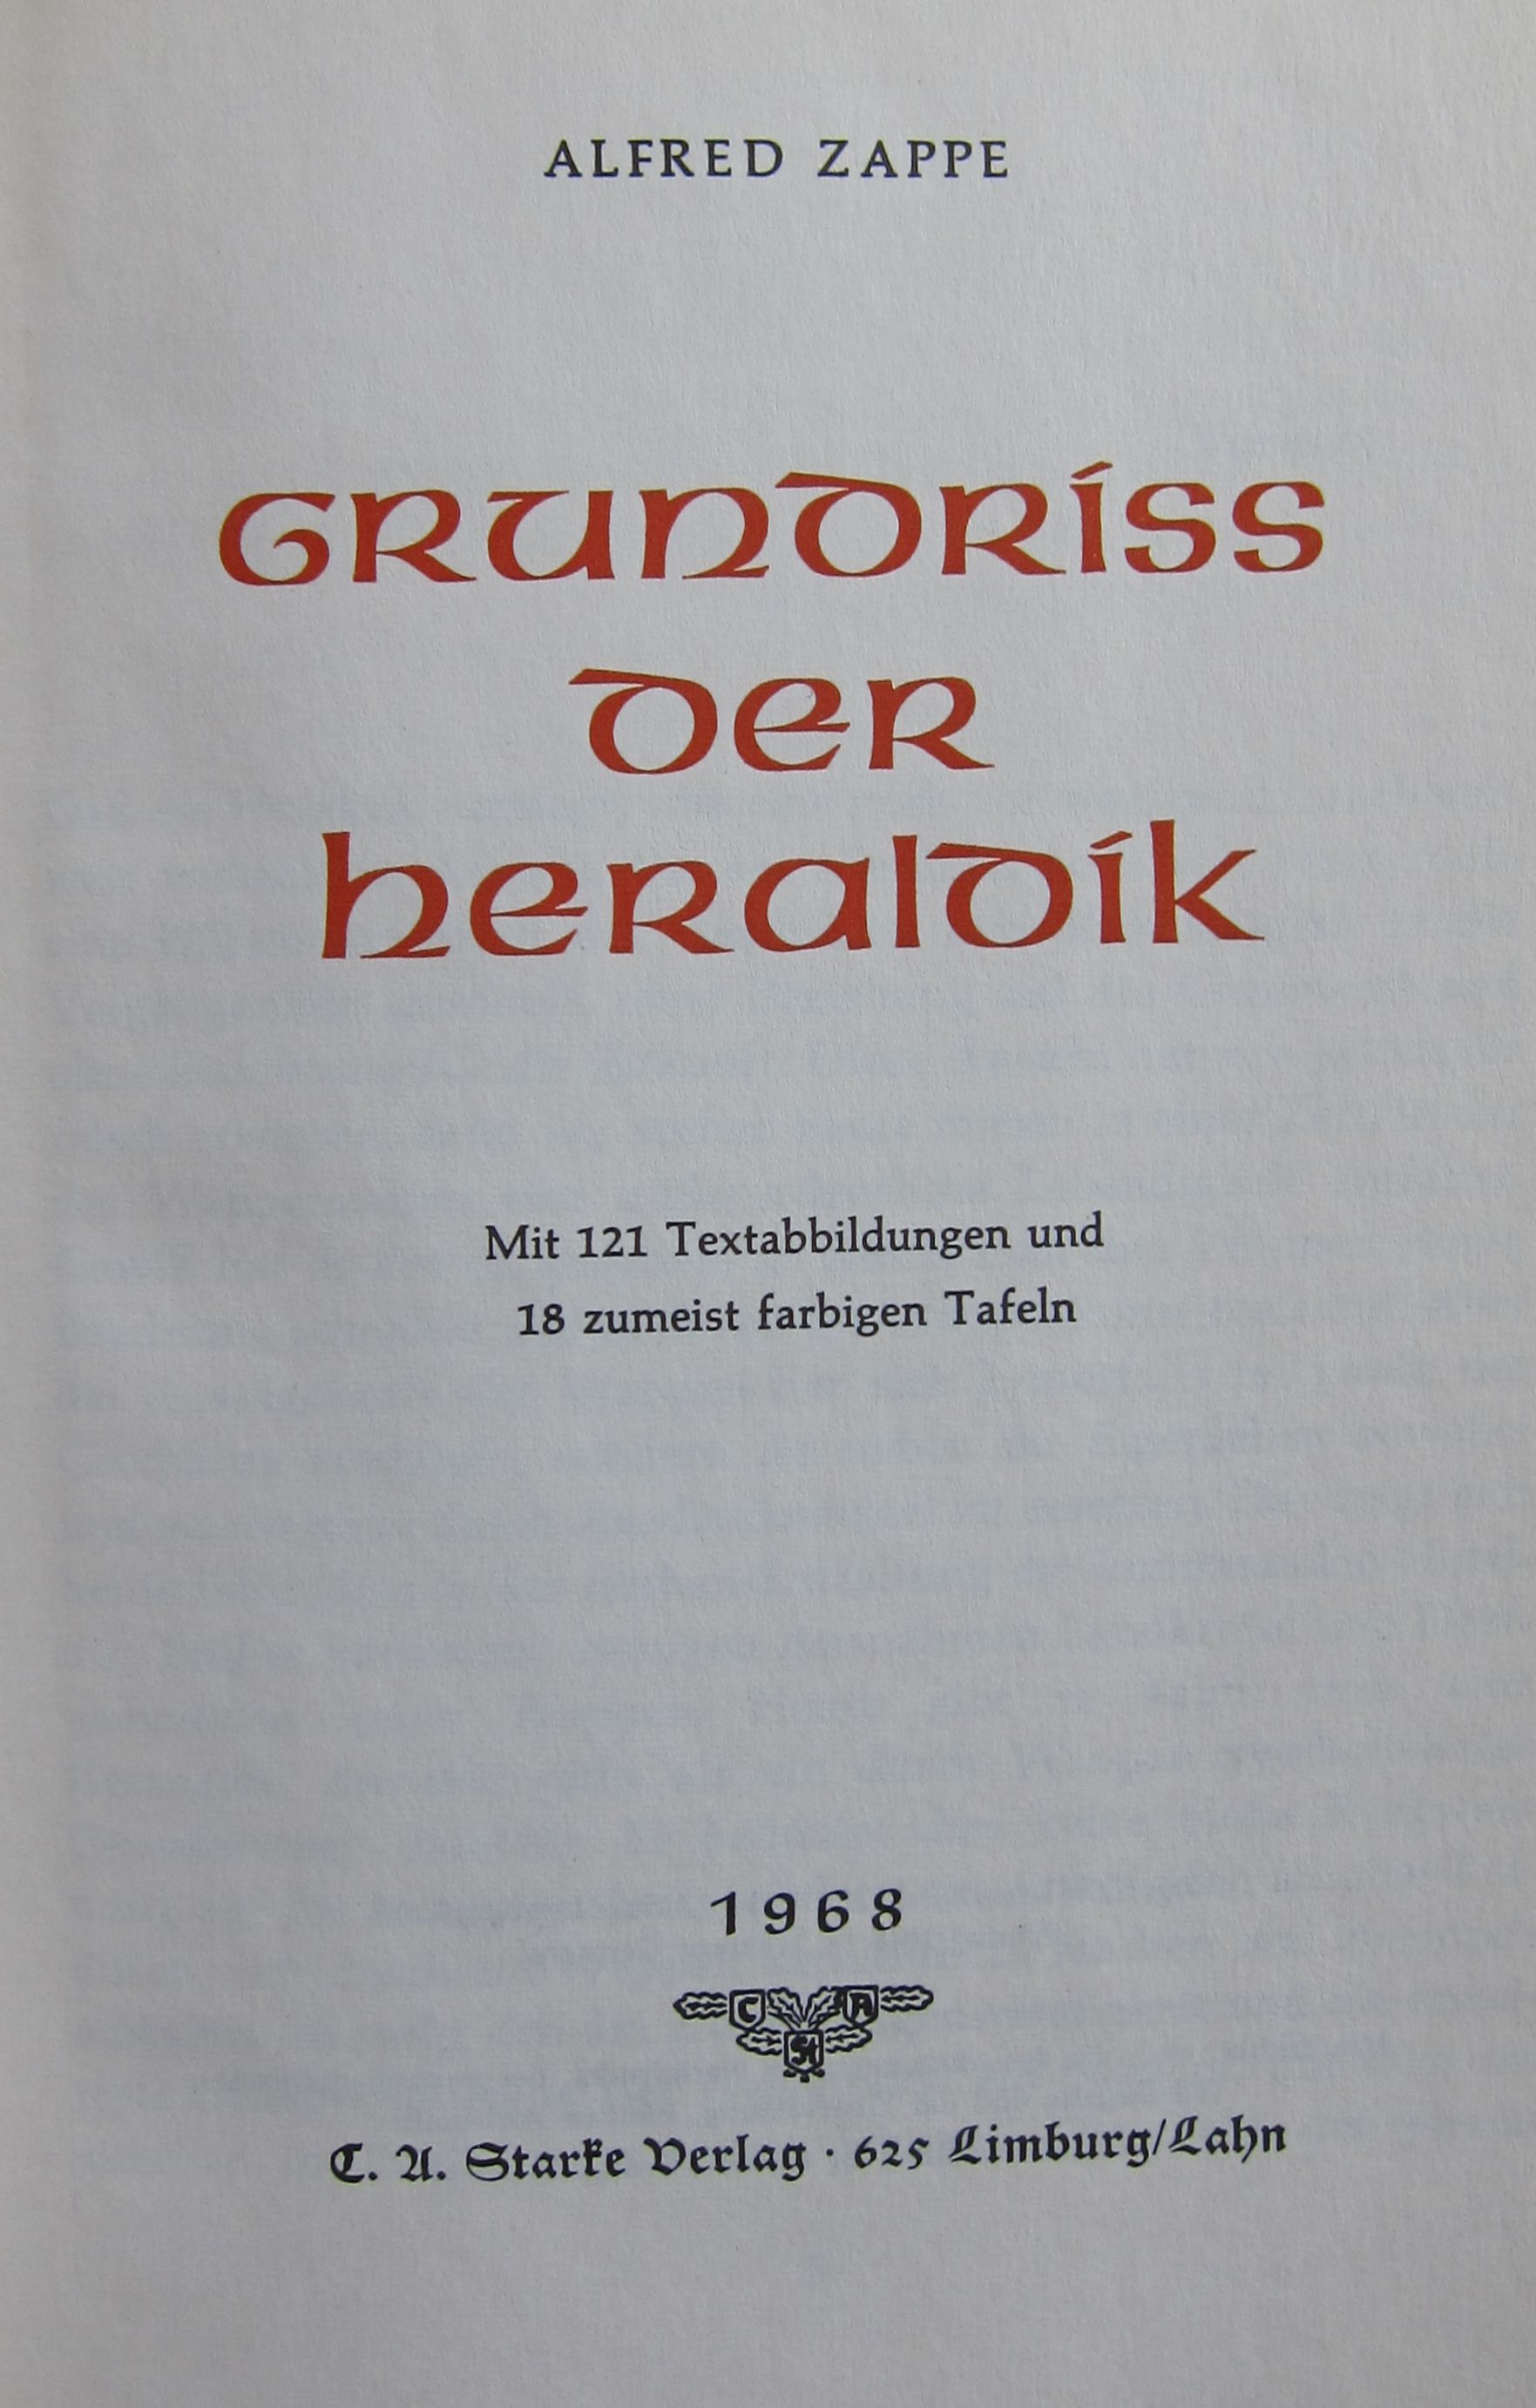 ALFRED ZAPPE
GRUNDRISS
DER
HERALDIK
Mit 121 Textabbildungen und
18 zumeist farbigen Tafeln
1968
C A
St
C. A. Starke Verlag · 625 Limburg/Lahn